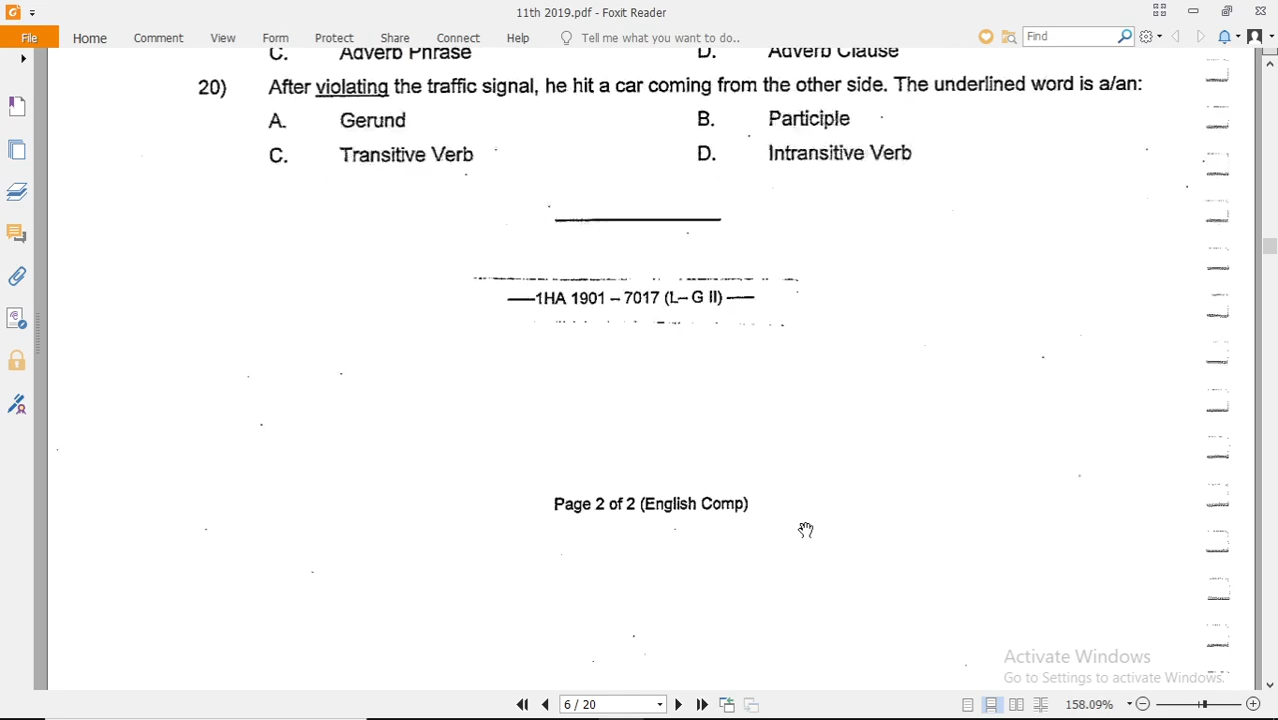 11th 2019.pdf - Foxit Reader
File Home Comment View Form Protect Share Connect Help Tell me what you want to do.. Find
C. Adverb Phrase D. Adverb Clause
20) After violating the traffic signal, he hit a car coming from the other side. The underlined word is a/an:
A. Gerund B. Participle
C. Transitive Verb D. Intransitive Verb
1HA 1901 – 7017 (L– G II)
Page 2 of 2 (English Comp)
Activate Windows
Go to Settings to activate Windows.
6 / 20 158.09%